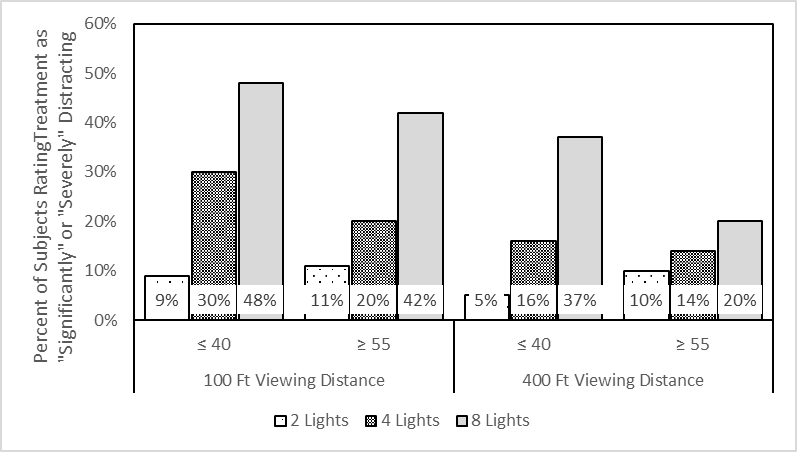 Percent of Subjects RatingTreatment as
"Significantly" or "Severely" Distracting
60%
50%
40%
30%
20%
10%
0%
9% 30% 48% 11% 20% 42% 5% 16% 37% 10% 14% 20%
≤ 40 ≥ 55 ≤ 40 ≥ 55
100 Ft Viewing Distance 400 Ft Viewing Distance
2 Lights 4 Lights 8 Lights